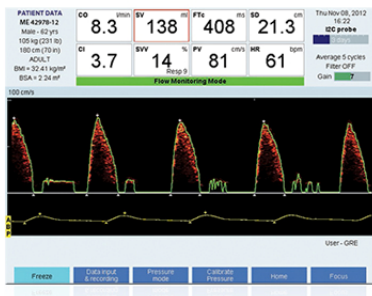 PATIENT DATA
ME 42978-12
Male - 62 yrs
105 kg (231 lb)
180 cm (70 in)
ADULT
BMI = 32.41 kg/m²
BSA = 2.24 m²
CO l/min
8.3
SV ml
138
FTc ms
408
SD cm
21.3
CI
3.7
SVV %
14
Resp 9
PV cm/s
81
HR bpm
61
Flow Monitoring Mode
Thu Nov 08, 2012
16:22
I2C probe
Average 5 cycles
Filter OFF
Gain 7
100 cm/s
User - GRE
Freeze
Data input
& recording
Pressure
mode
Calibrate
Pressure
Home
Focus